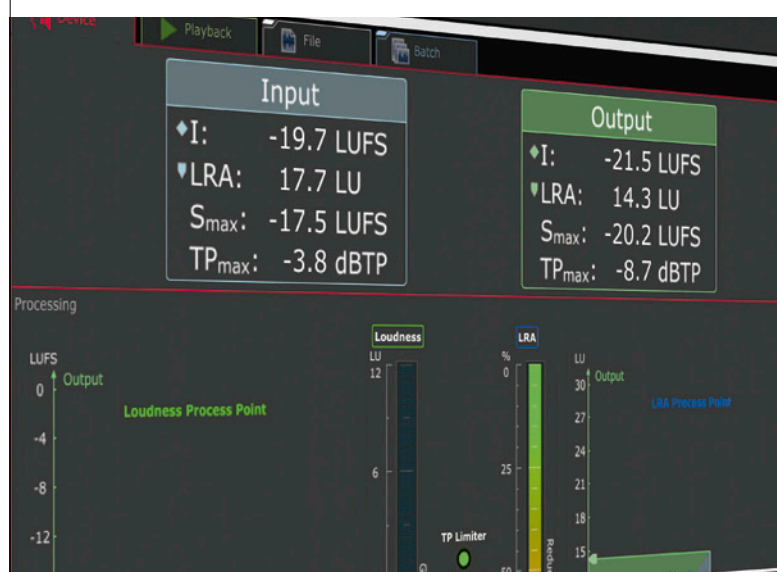 Device
Playback
File
Batch
Input
I: -19.7 LUFS
LRA: 17.7 LU
Smax: -17.5 LUFS
TPmax: -3.8 dBTP
Output
I: -21.5 LUFS
LRA: 14.3 LU
Smax: -20.2 LUFS
TPmax: -8.7 dBTP
Processing
LUFS
0
Output
Loudness Process Point
-4
-8
-12
Loudness
LU
12
6
TP Limiter
LRA
%
0
25
50
LU
30
Output
LRA Process Point
27
24
21
18
15